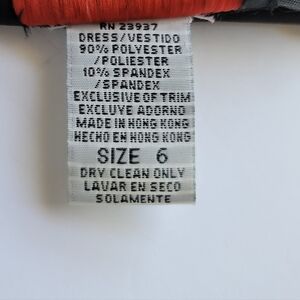 RN 23937
DRESS/VESTIDO
90% POLYESTER
/POLIESTER
10% SPANDEX
/SPANDEX
EXCLUSIVE OF TRIM
EXCLUYE ADORNO
MADE IN HONG KONG
HECHO EN HONG KONG
SIZE 6
DRY CLEAN ONLY
LAVAR EN SECO
SOLAMENTE